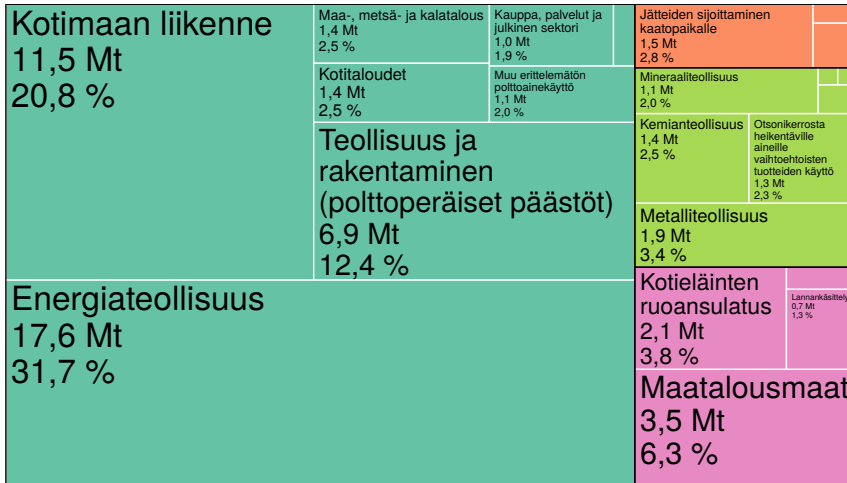 Kotimaan liikenne
11,5 Mt
20,8 %
Maa-, metsä- ja kalatalous
1,4 Mt
2,5 %
Kauppa, palvelut ja
julkinen sektori
1,0 Mt
1,9 %
Kotitaloudet
1,4 Mt
2,5 %
Muu erittelemätön
polttoainekäyttö
1,1 Mt
2,0 %
Teollisuus ja
rakentaminen
(polttoperäiset päästöt)
6,9 Mt
12,4 %
Energiateollisuus
17,6 Mt
31,7 %
Jätteiden sijoittaminen
kaatopaikalle
1,5 Mt
2,8 %
Mineraaliteollisuus
1,1 Mt
2,0 %
Kemianteollisuus
1,4 Mt
2,5 %
Otsonikerrosta
heikentäville
aineille
vaihtoehtoisten
tuotteiden käyttö
1,3 Mt
2,3 %
Metalliteollisuus
1,9 Mt
3,4 %
Kotieläinten
ruoansulatus
2,1 Mt
3,8 %
Lannankäsittely
0,7 Mt
1,3 %
Maatalousmaat
3,5 Mt
6,3 %